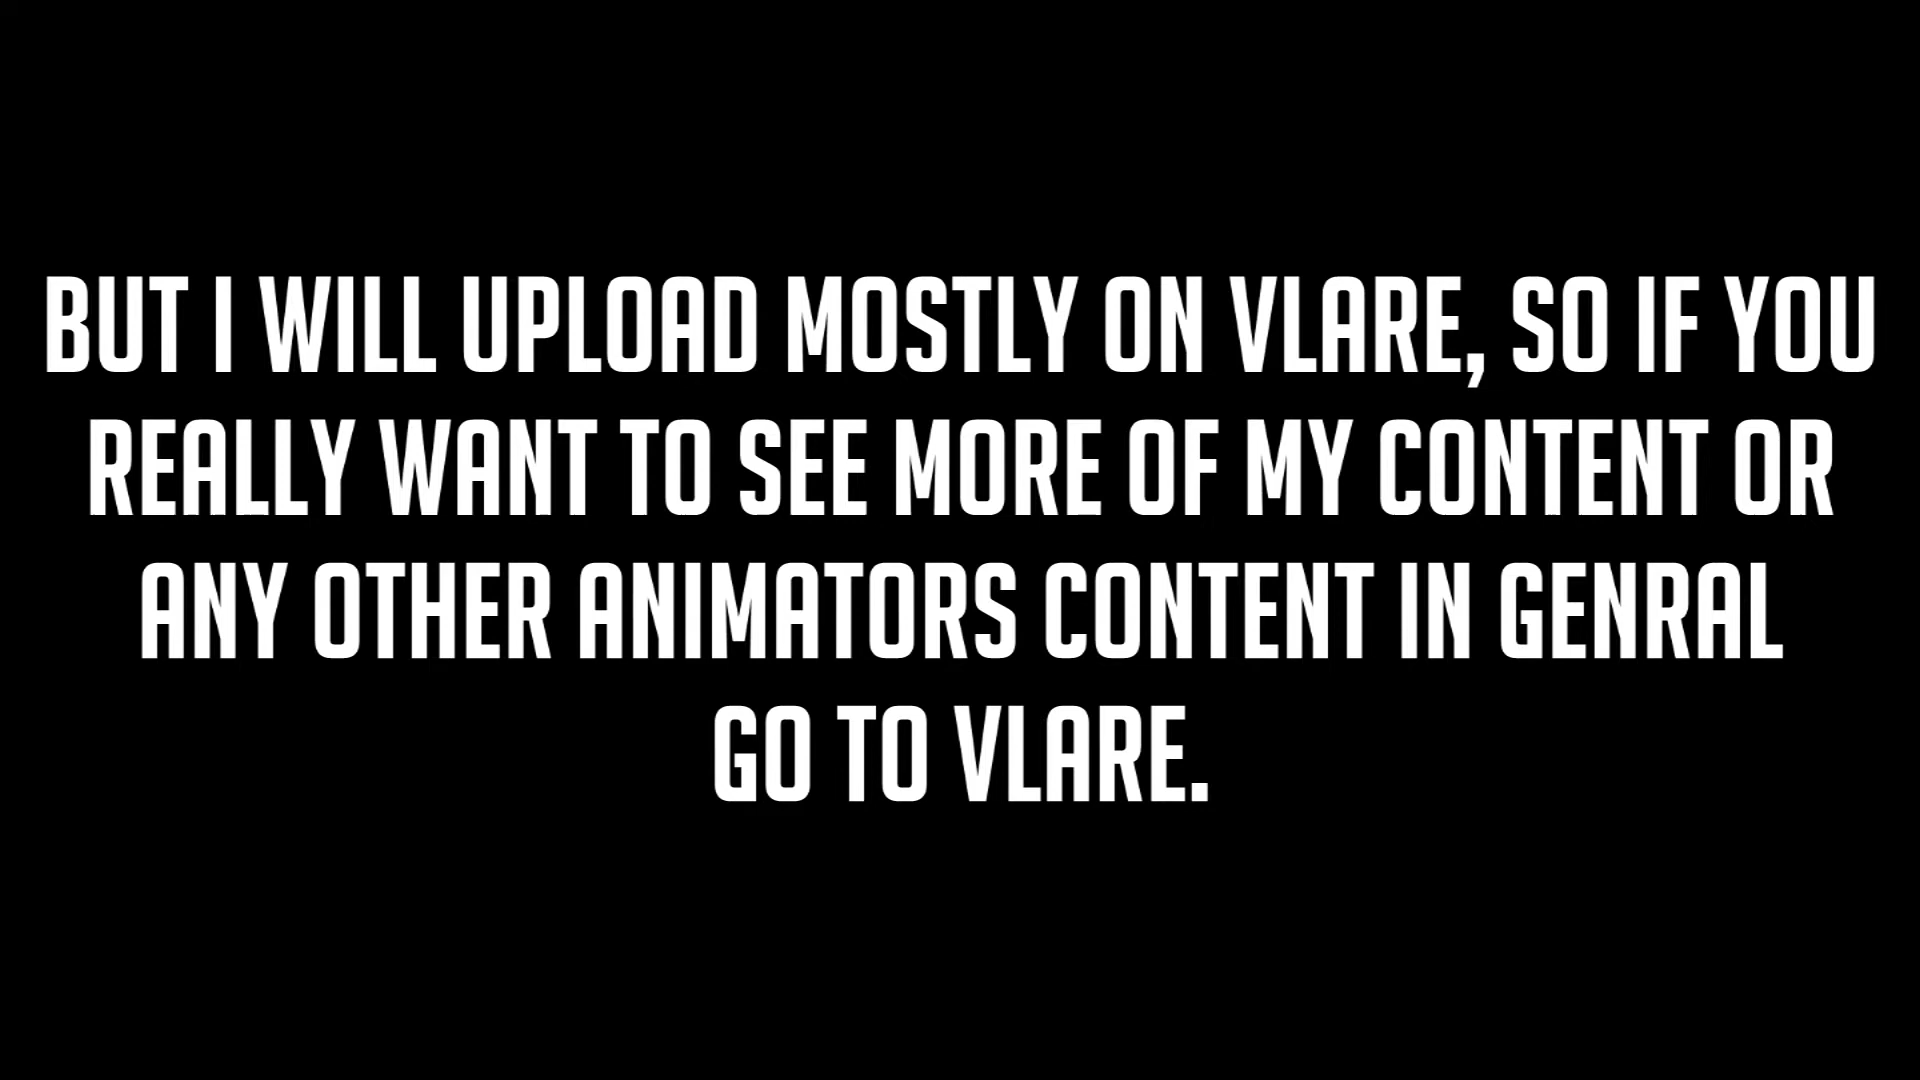 BUT I WILL UPLOAD MOSTLY ON VLARE, SO IF YOU
REALLY WANT TO SEE MORE OF MY CONTENT OR
ANY OTHER ANIMATORS CONTENT IN GENRAL
GO TO VLARE.